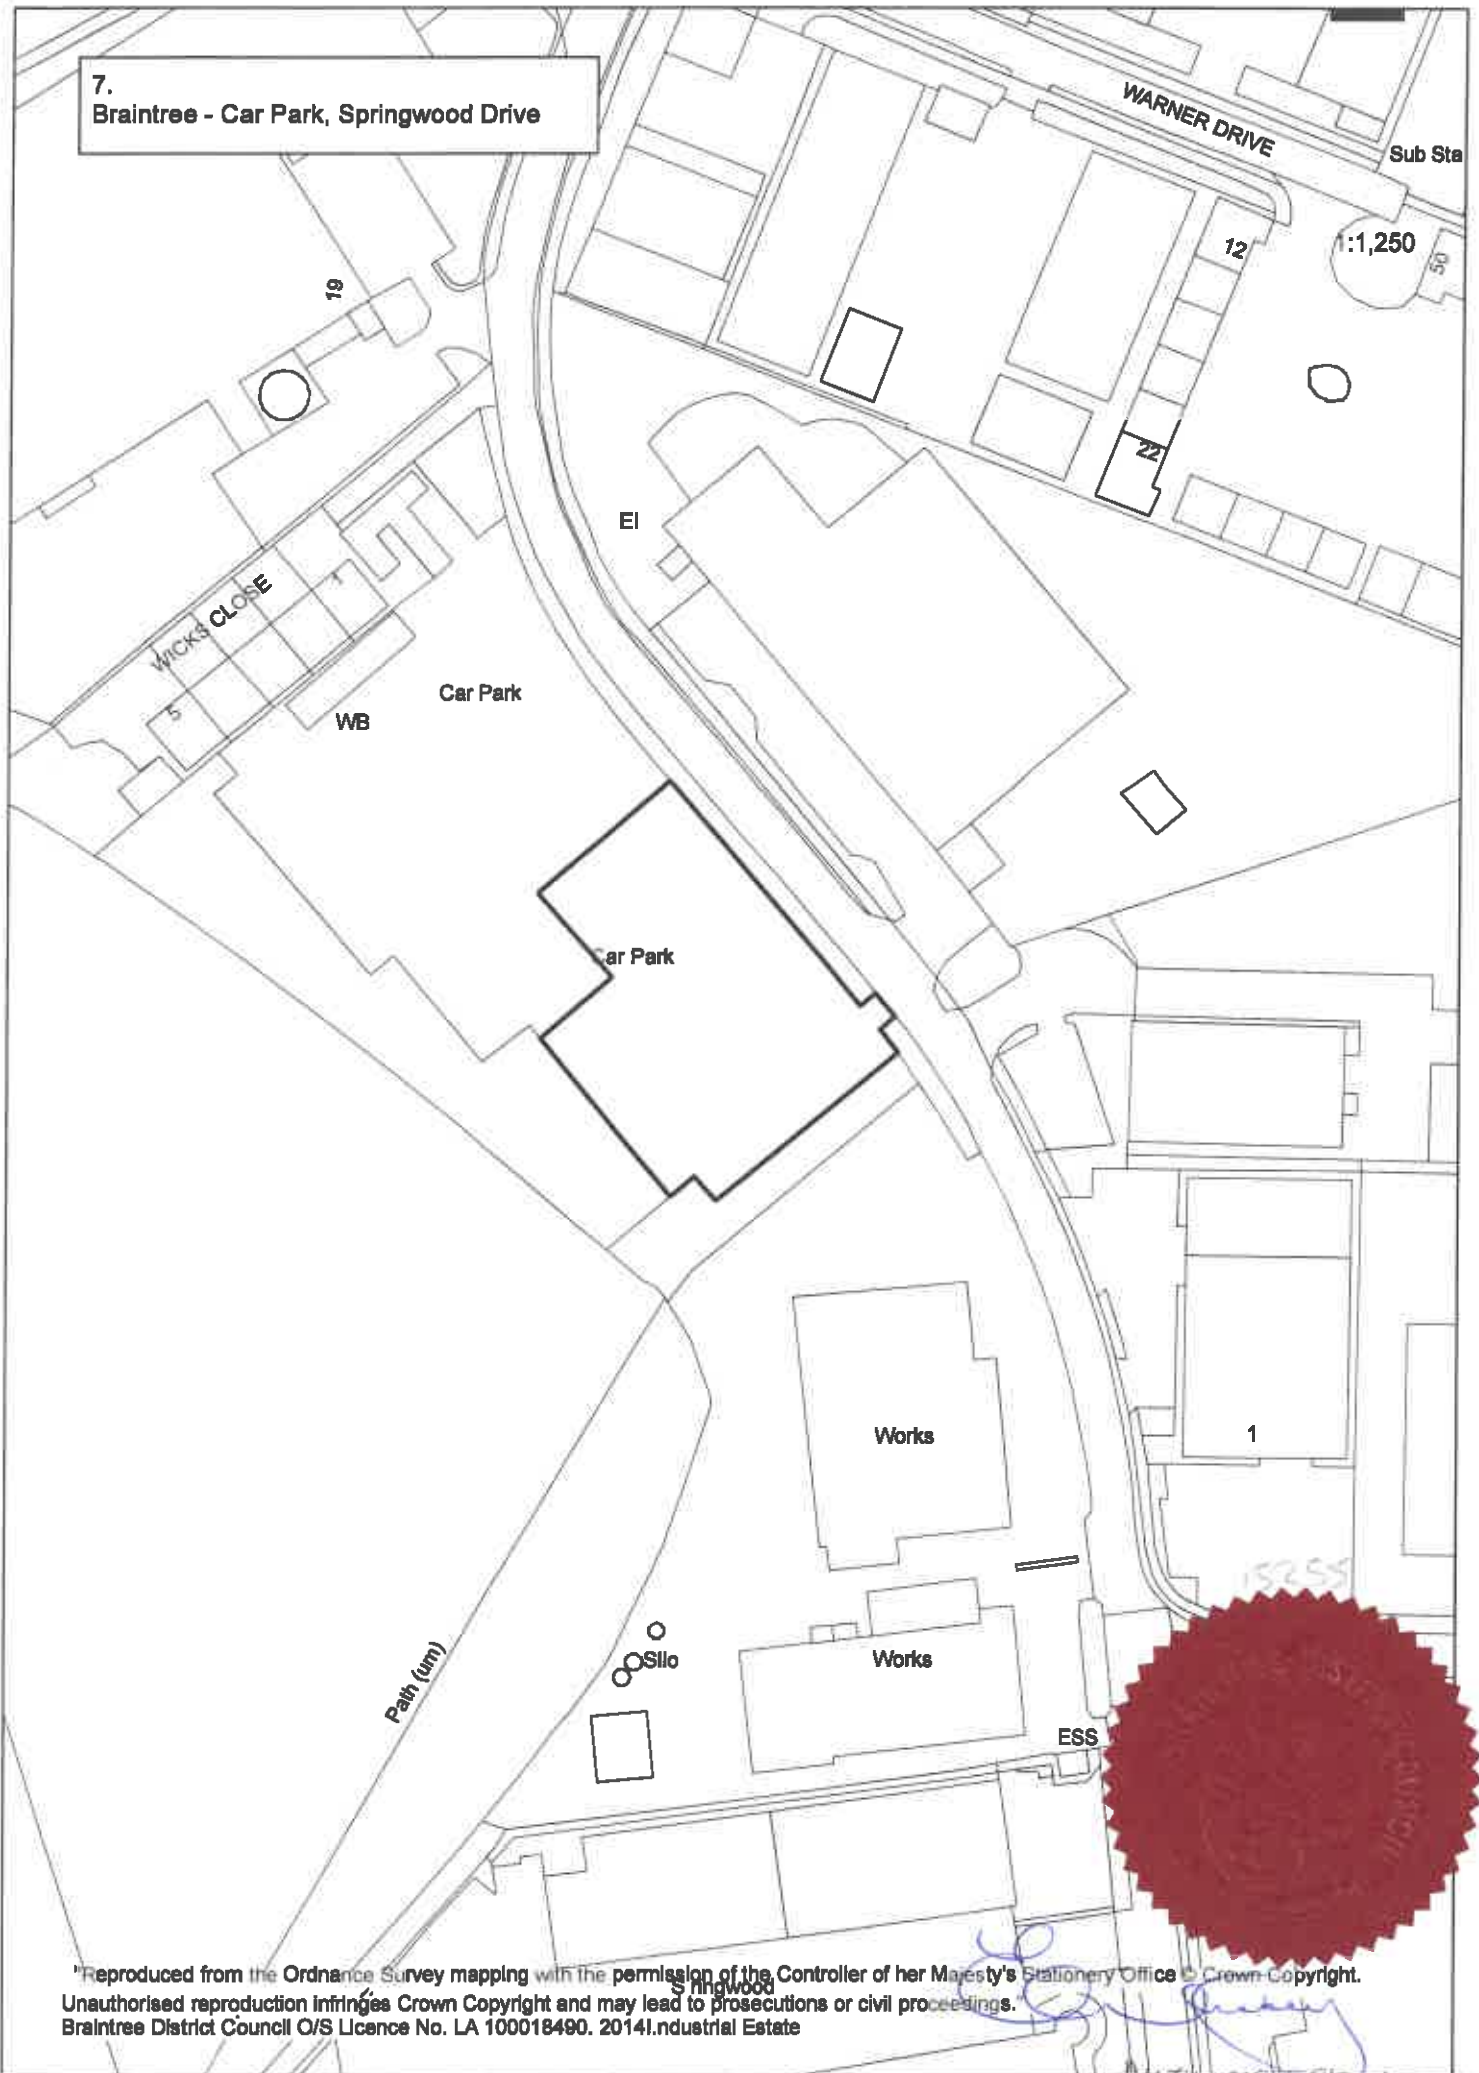 7.
Braintree - Car Park, Springwood Drive
WARNER DRIVE
Sub Sta
1:1,250
50
12
19
22
El
WICKS CLOSE
1
5
Car Park
WB
Car Park
Works
1
15255
Silo
Works
Path (um)
ESS
"Reproduced from the Ordnance Survey mapping with the permission of the Controller of her Majesty's Stationery Office © Crown Copyright.
Unauthorised reproduction infringes Crown Copyright and may lead to prosecutions or civil proceedings."
Braintree District Council O/S Licence No. LA 100018490. 2014I.ndustrial Estate